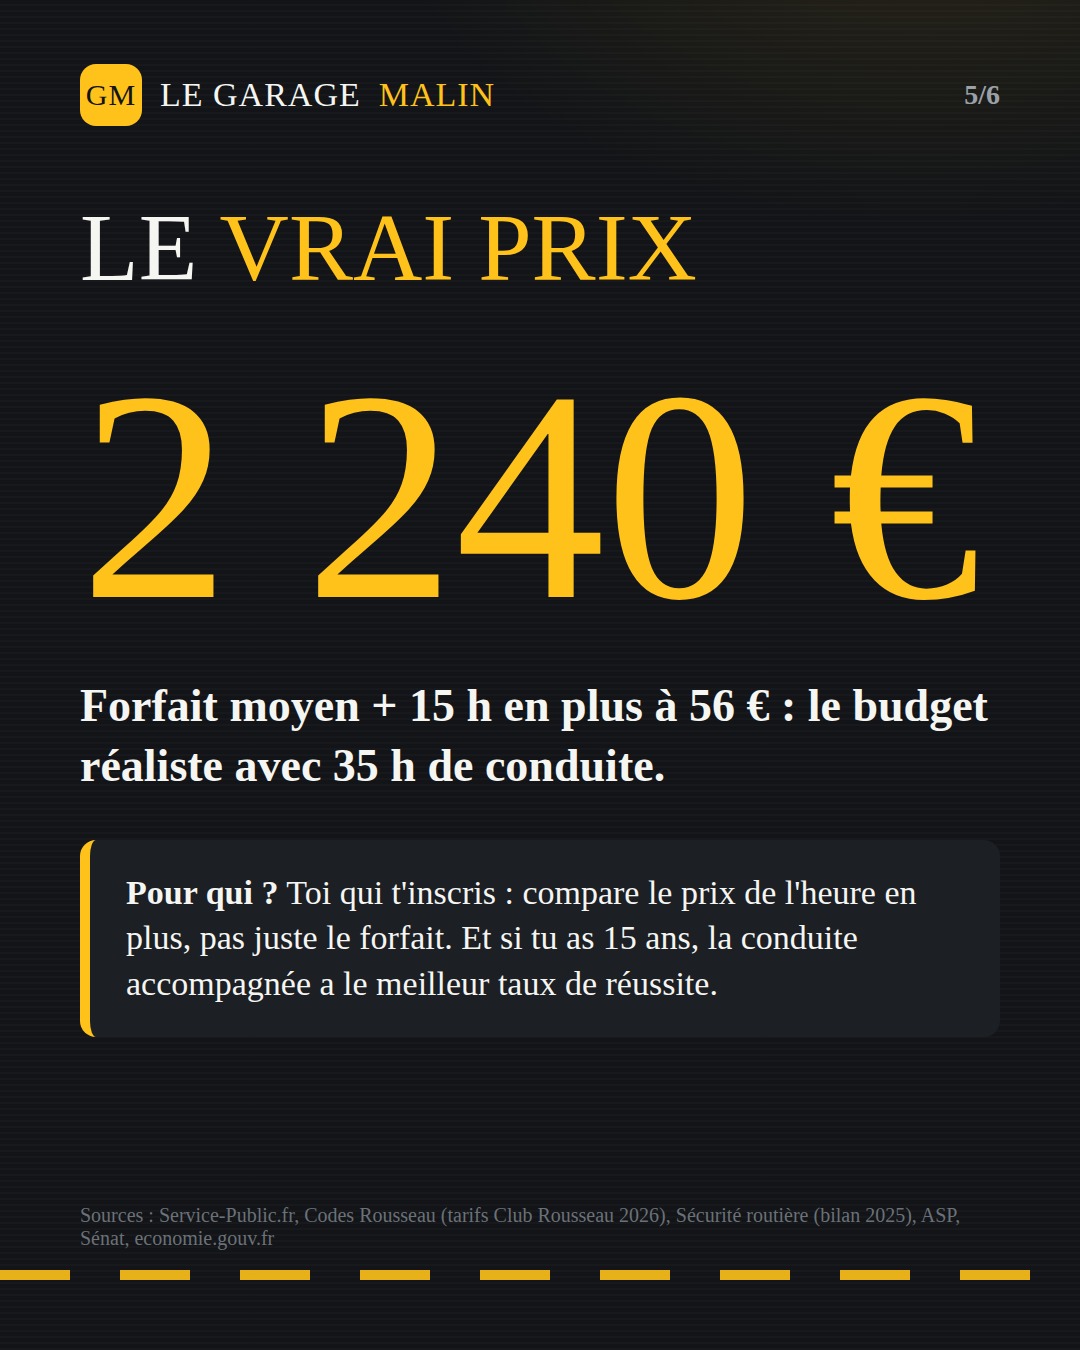 GM LE GARAGE MALIN 5/6
LE VRAI PRIX
2 240 €
Forfait moyen + 15 h en plus à 56 € : le budget
réaliste avec 35 h de conduite.
Pour qui ? Toi qui t'inscris : compare le prix de l'heure en
plus, pas juste le forfait. Et si tu as 15 ans, la conduite
accompagnée a le meilleur taux de réussite.
Sources : Service-Public.fr, Codes Rousseau (tarifs Club Rousseau 2026), Sécurité routière (bilan 2025), ASP,
Sénat, economie.gouv.fr